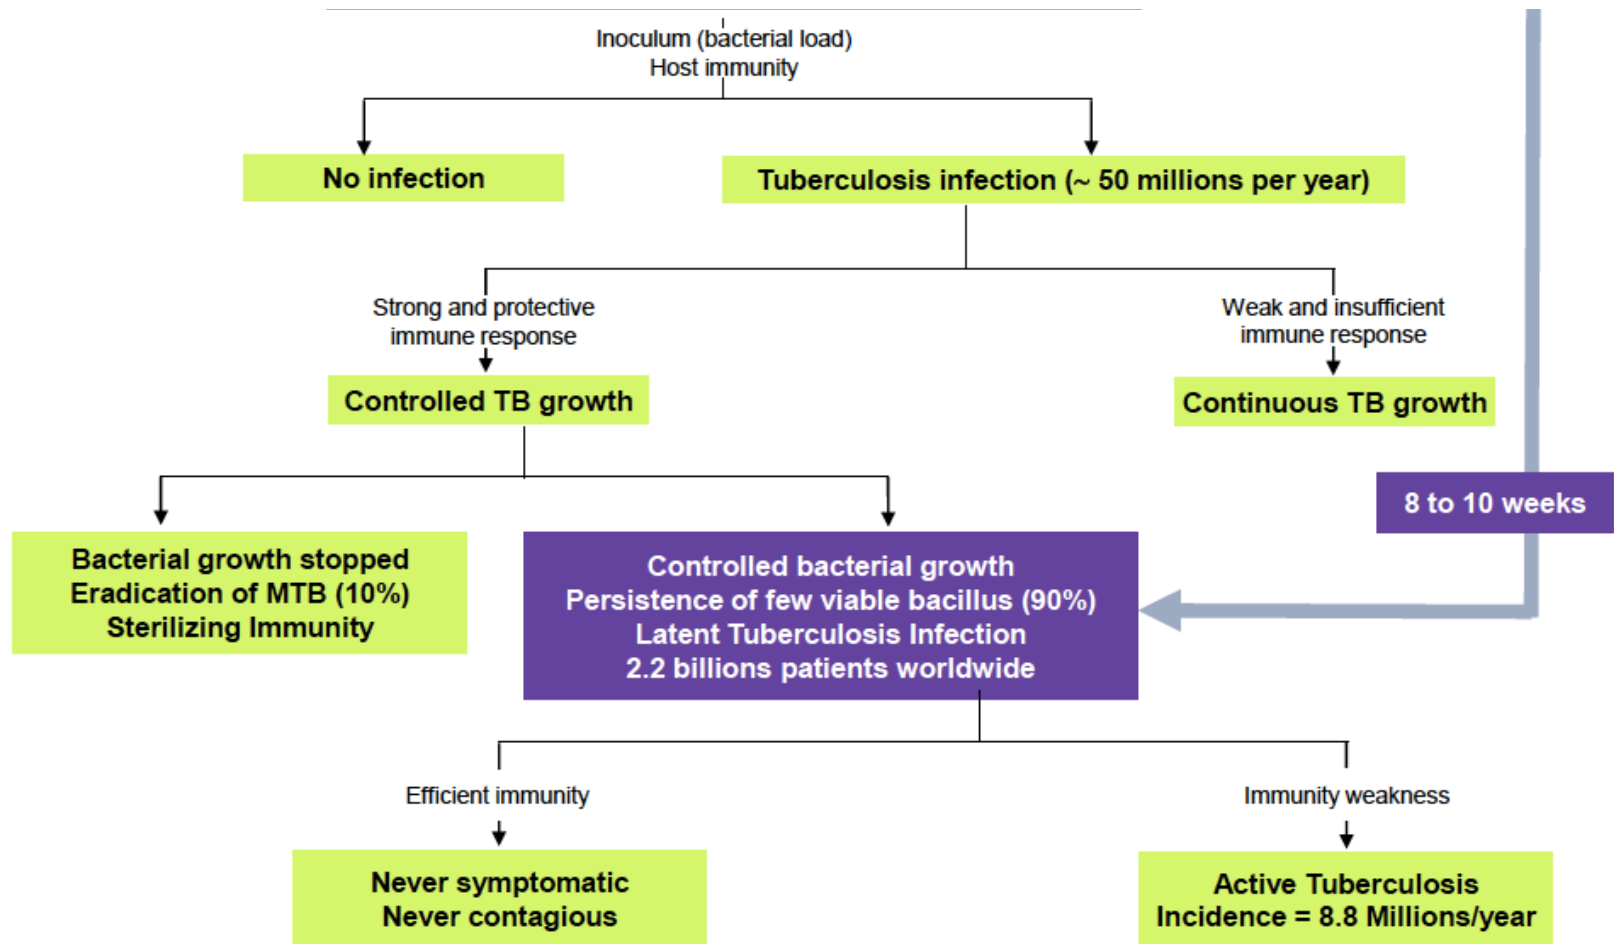 Inoculum (bacterial load)
Host immunity
No infection
Tuberculosis infection (~ 50 millions per year)
Strong and protective
immune response
Weak and insufficient
immune response
Controlled TB growth
Continuous TB growth
8 to 10 weeks
Bacterial growth stopped
Eradication of MTB (10%)
Sterilizing Immunity
Controlled bacterial growth
Persistence of few viable bacillus (90%)
Latent Tuberculosis Infection
2.2 billions patients worldwide
Efficient immunity
Immunity weakness
Never symptomatic
Never contagious
Active Tuberculosis
Incidence = 8.8 Millions/year